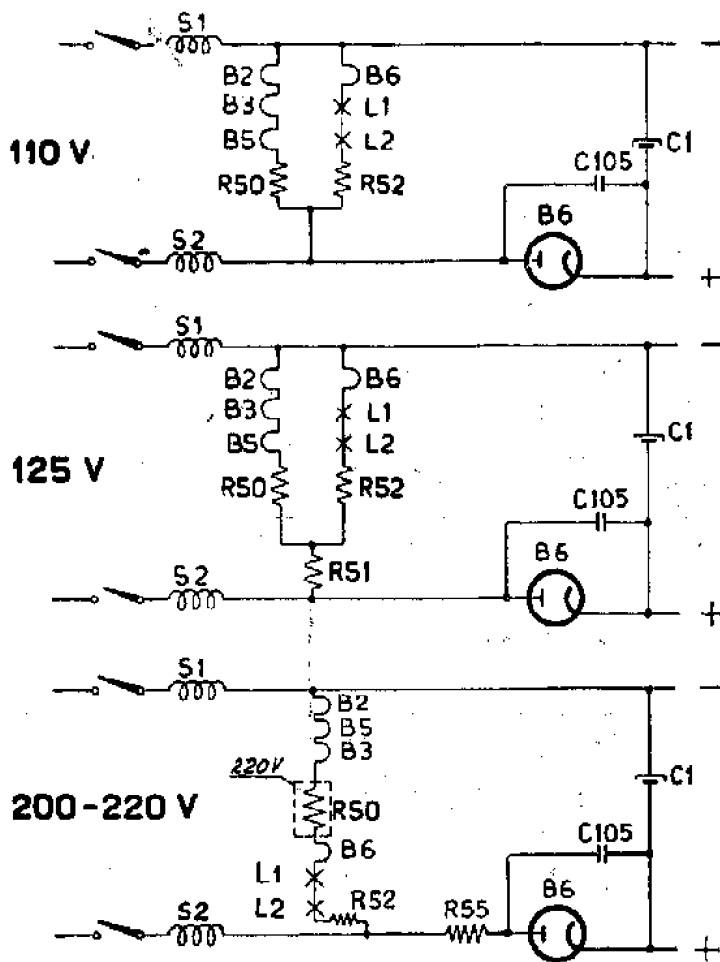 S1
B2 B6
B3 L1
B5 L2
110 V
R50 R52
C105
C1
B6
S2
−
+
S1
B2 B6
B3 L1
B5 L2
125 V
R50 R52
C105
C1
R51
B6
S2
−
+
S1
B2
B5
B3
220V
R50
200-220 V
B6
L1
L2
R52
R55
C105
C1
B6
S2
−
+